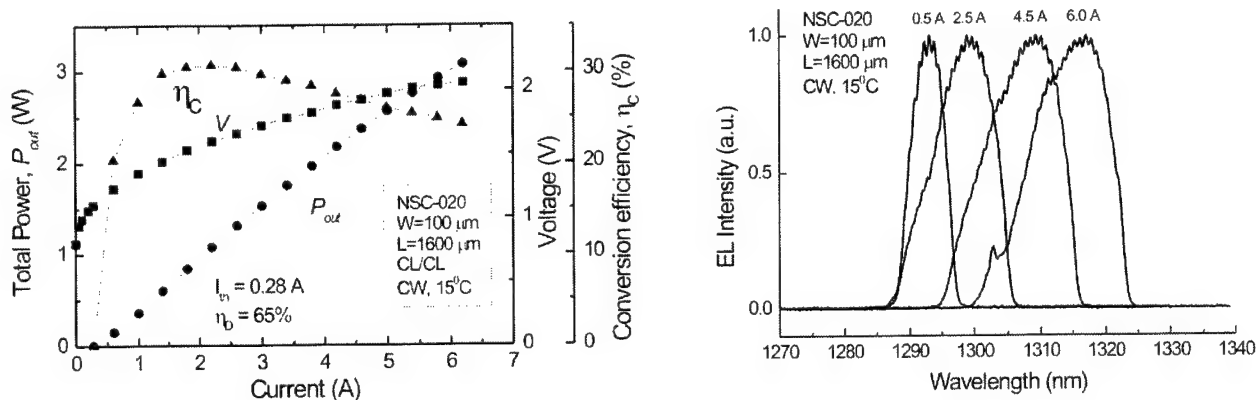 Total Power, P_out (W)
3
2
1
0
η_C
V
P_out
I_th = 0.28 A
η_D = 65%
NSC-020
W=100 µm
L=1600 µm
CL/CL
CW, 15⁰C
0 1 2 3 4 5 6 7
Current (A)
2
1
0
Voltage (V)
30
20
10
0
Conversion efficiency, η_C (%)
NSC-020
W=100 µm
L=1600 µm
CW. 15⁰C
0.5 A 2.5 A 4.5 A 6.0 A
1.0
0.5
0.0
EL Intensity (a.u.)
1270 1280 1290 1300 1310 1320 1330 1340
Wavelength (nm)